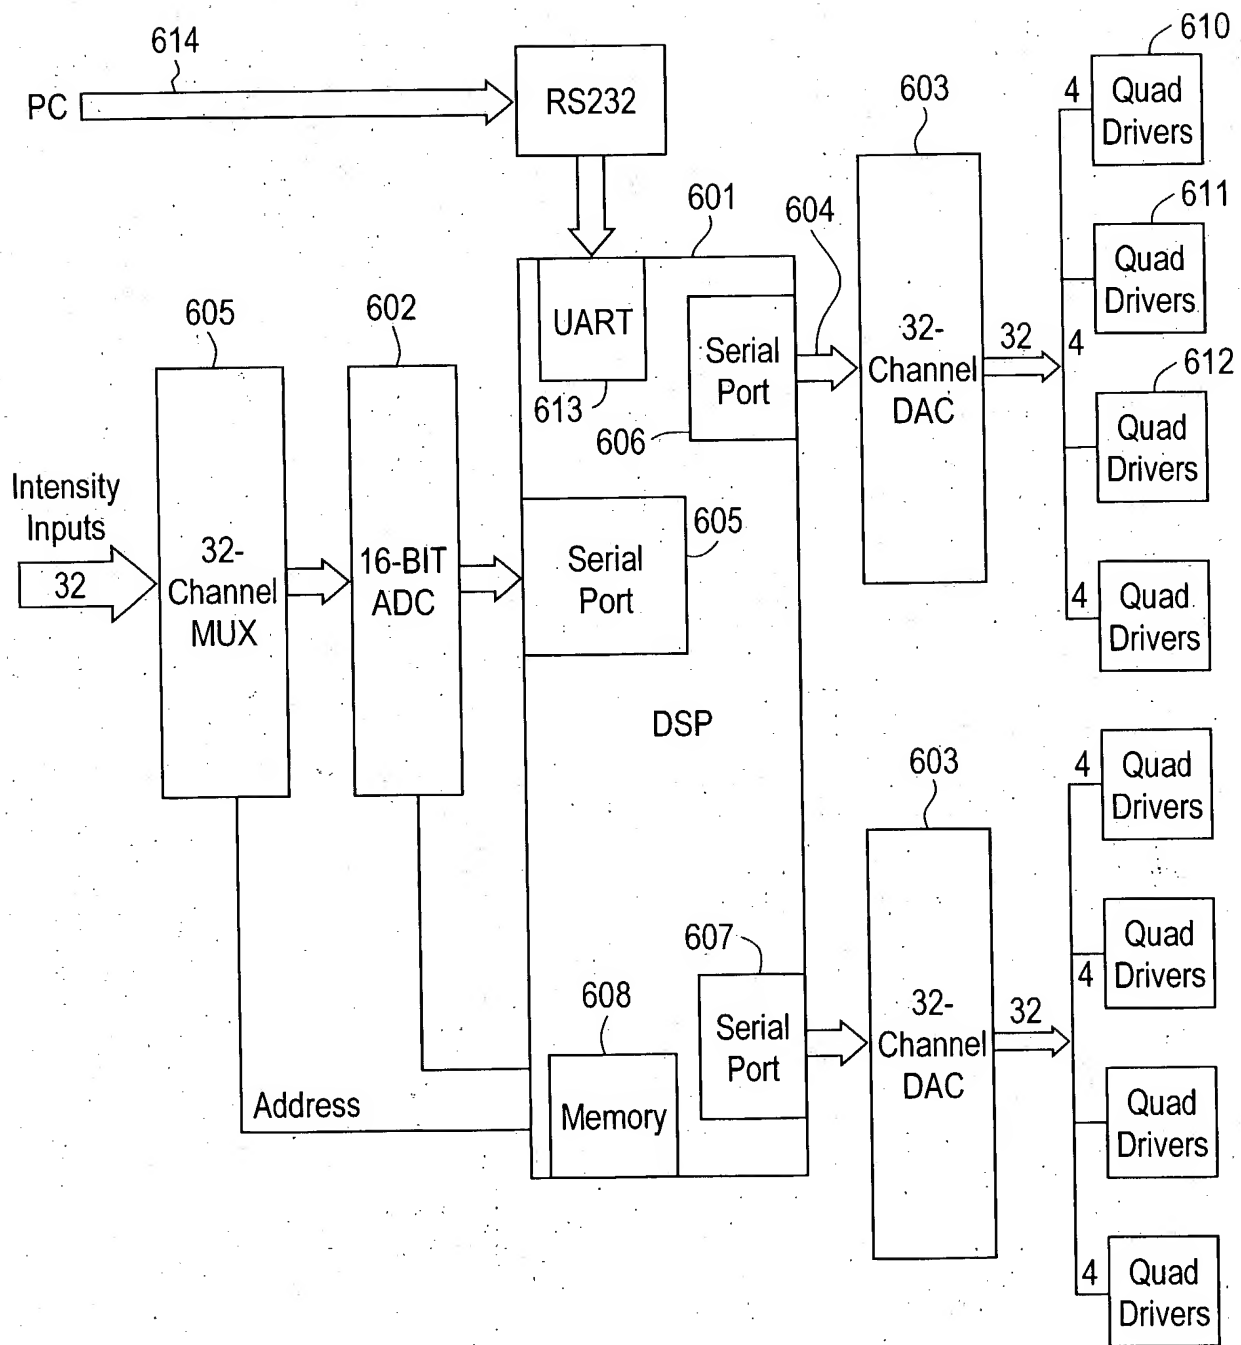 614
PC
RS232
603
610
4
Quad
Drivers
601
604
611
Quad
Drivers
605
602
UART
613
Serial
Port
606
32-
Channel
DAC
32
4
612
Quad
Drivers
Intensity
Inputs
32
32-
Channel
MUX
16-BIT
ADC
Serial
Port
605
4
Quad
Drivers
DSP
603
4
Quad
Drivers
607
608
Serial
Port
Memory
32-
Channel
DAC
32
4
Quad
Drivers
Address
Quad
Drivers
4
Quad
Drivers